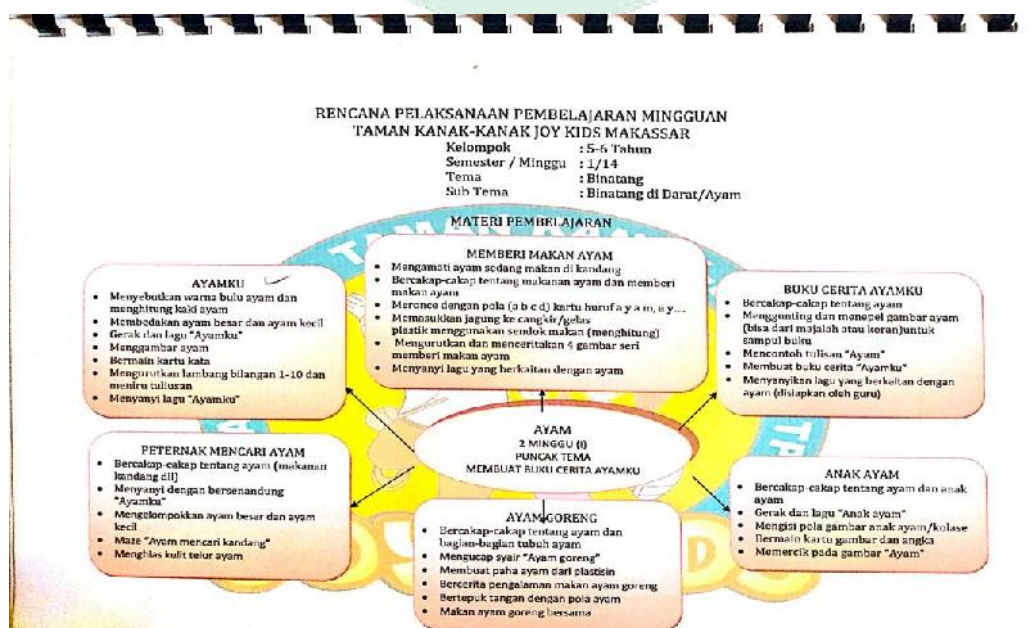 RENCANA PELAKSANAAN PEMBELAJARAN MINGGUAN
TAMAN KANAK-KANAK JOY KIDS MAKASSAR
Kelompok : 5-6 Tahun
Semester / Minggu : 1/14
Tema : Binatang
Sub Tema : Binatang di Darat/Ayam
MATERI PEMBELAJARAN
AYAMKU
• Menyebutkan warna bulu ayam dan
menghitung kaki ayam
• Membedakan ayam besar dan ayam kecil
• Gerak dan lagu "Ayamku"
• Menggambar ayam
• Bermain kartu kata
• Mengurutkan lambang bilangan 1-10 dan
meniru tullusan
• Menyanyi lagu "Ayamku"
MEMBERI MAKAN AYAM
• Mengamati ayam sedang makan di kandang
• Bercakap-cakap tentang makanan ayam dan memberi
makan ayam
• Meronce dengan pola (a b c d) kartu huruf a y a m, a y....
• Memasukkan jagung ke cangkir/gelas
plastik menggunakan sendok makan (menghitung)
• Mengurutkan dan menceritakan 4 gambar seri
memberi makan ayam
• Menyanyi lagu yang berkaitan dengan ayam
BUKU CERITA AYAMKU
• Bercakap-cakap tentang ayam
• Menggunting dan menepel gambar ayam
(bisa dari majalah atau koran)untuk
sampul buku
• Mencontoh tulisan "Ayam"
• Membuat buku cerita "Ayamku"
• Menyanyikan lagu yang berkaitan dengan
ayam (disiapkan oleh guru)
AYAM
2 MINGGU (I)
PUNCAK TEMA
MEMBUAT BUKU CERITA AYAMKU
PETERNAK MENCARI AYAM
• Bercakap-cakap tentang ayam (makanan
kandang dll)
• Menyanyi dengan bersenandung
"Ayamku"
• Mengelompokkan ayam besar dan ayam
kecil
• Maze "Ayam mencari kandang"
• Menghias kulit telur ayam
AYAM GORENG
• Bercakap-cakap tentang ayam dan
bagian-bagian tubuh ayam
• Mengucap syair "Ayam goreng"
• Membuat paha ayam dari plastisin
• Bercerita pengalaman makan ayam goreng
• Bertepuk tangan dengan pola ayam
• Makan ayam goreng bersama
ANAK AYAM
• Bercakap-cakap tentang ayam dan anak
ayam
• Gerak dan lagu "Anak ayam"
• Mengisi pola gambar anak ayam/kolase
• Bermain kartu gambar dan angka
• Memercik pada gambar "Ayam"